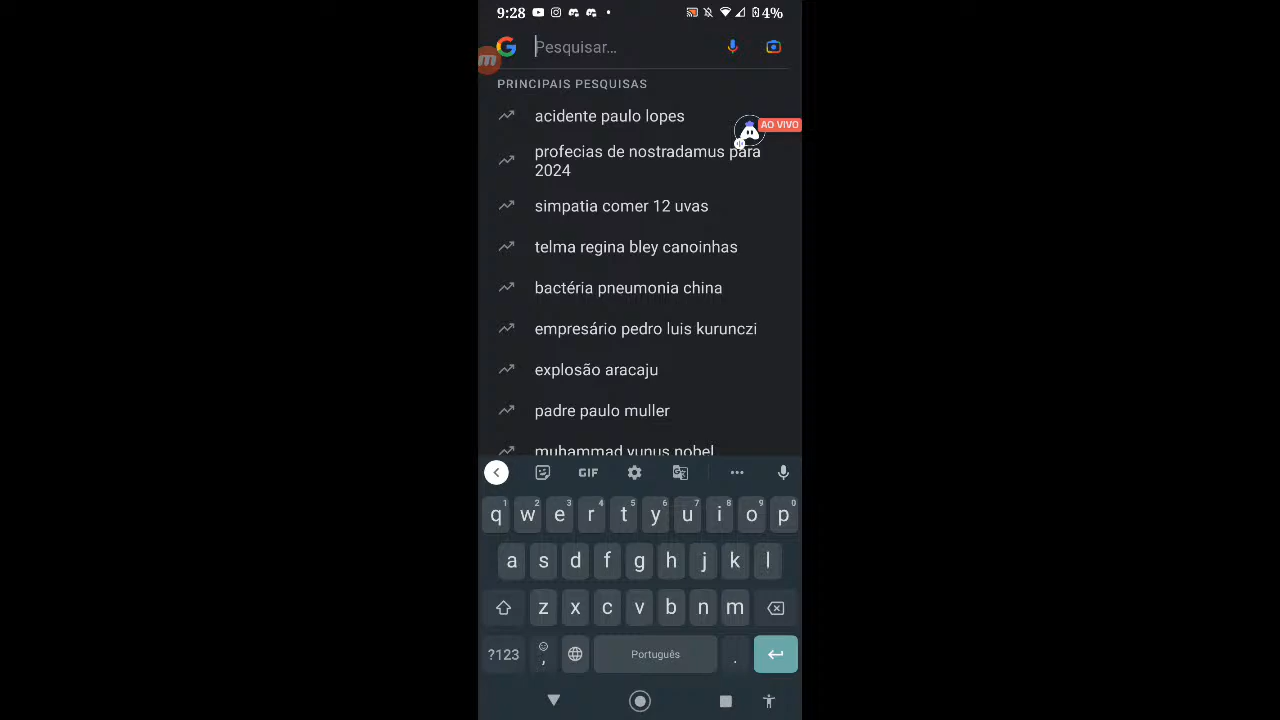 9:28 4%
Pesquisar...
PRINCIPAIS PESQUISAS
acidente paulo lopes
AO VIVO
profecias de nostradamus para
2024
simpatia comer 12 uvas
telma regina bley canoinhas
bactéria pneumonia china
empresário pedro luis kurunczi
explosão aracaju
padre paulo muller
muhammad yunus nobel
GIF
1 2 3 4 5 6 7 8 9 0
q w e r t y u i o p
a s d f g h j k l
z x c v b n m
?123 , Português .